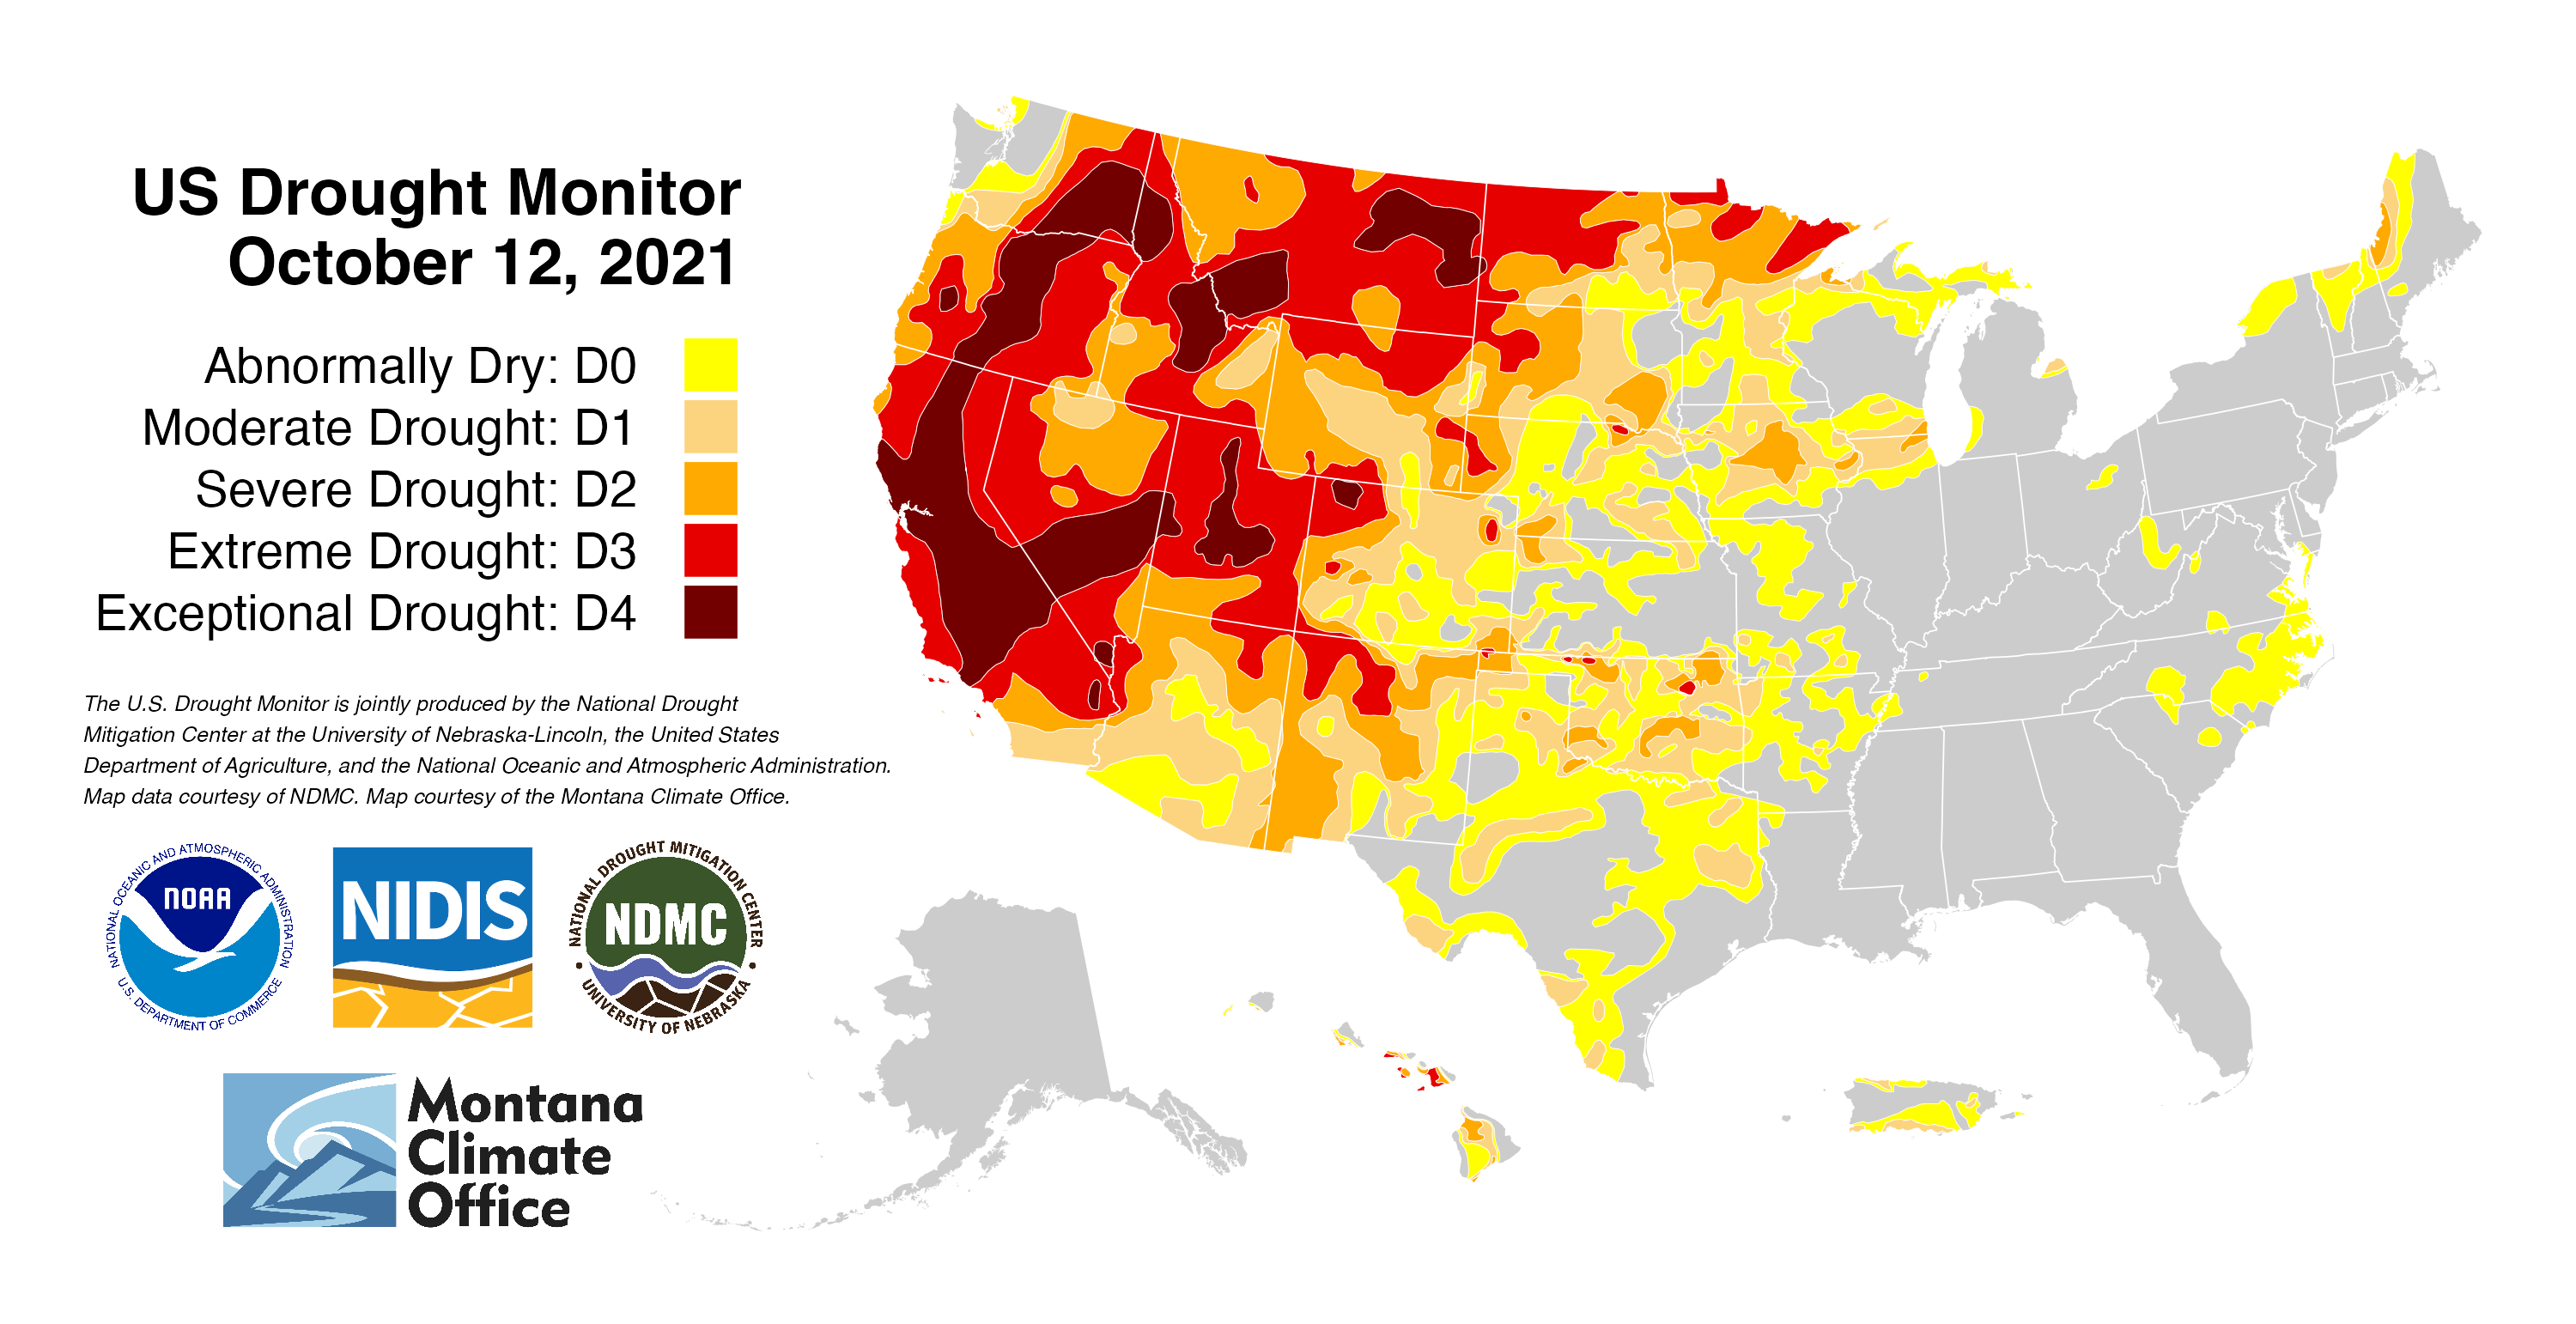 US Drought Monitor
October 12, 2021
Abnormally Dry: D0
Moderate Drought: D1
Severe Drought: D2
Extreme Drought: D3
Exceptional Drought: D4
The U.S. Drought Monitor is jointly produced by the National Drought
Mitigation Center at the University of Nebraska-Lincoln, the United States
Department of Agriculture, and the National Oceanic and Atmospheric Administration.
Map data courtesy of NDMC. Map courtesy of the Montana Climate Office.
NATIONAL OCEANIC AND ATMOSPHERIC ADMINISTRATION
NOAA
U.S. DEPARTMENT OF COMMERCE
NIDIS
NATIONAL DROUGHT MITIGATION CENTER
NDMC
UNIVERSITY OF NEBRASKA
Montana
Climate
Office